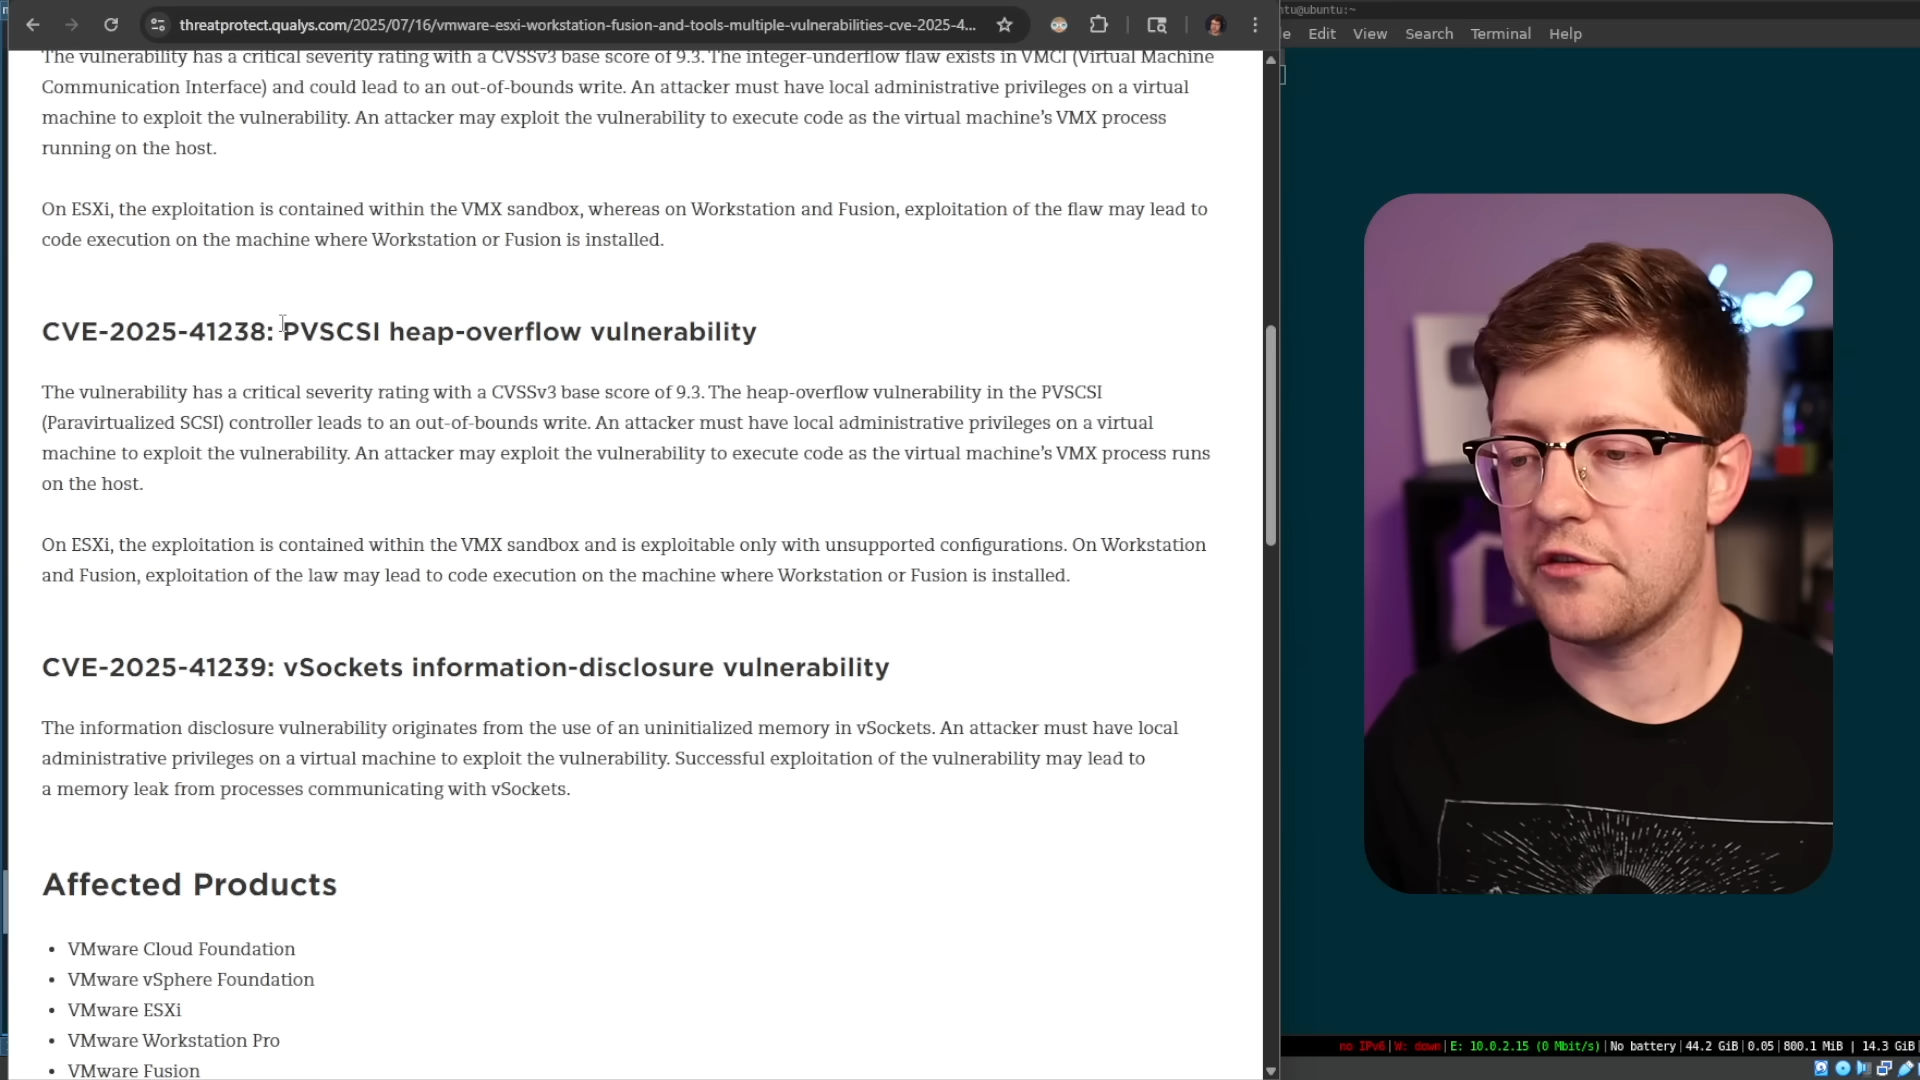 threatprotect.qualys.com/2025/07/16/vmware-esxi-workstation-fusion-and-tools-multiple-vulnerabilities-cve-2025-4...
The vulnerability has a critical severity rating with a CVSSv3 base score of 9.3. The integer-underflow flaw exists in VMCI (Virtual Machine
Communication Interface) and could lead to an out-of-bounds write. An attacker must have local administrative privileges on a virtual
machine to exploit the vulnerability. An attacker may exploit the vulnerability to execute code as the virtual machine's VMX process
running on the host.
On ESXi, the exploitation is contained within the VMX sandbox, whereas on Workstation and Fusion, exploitation of the flaw may lead to
code execution on the machine where Workstation or Fusion is installed.
CVE-2025-41238: PVSCSI heap-overflow vulnerability
The vulnerability has a critical severity rating with a CVSSv3 base score of 9.3. The heap-overflow vulnerability in the PVSCSI
(Paravirtualized SCSI) controller leads to an out-of-bounds write. An attacker must have local administrative privileges on a virtual
machine to exploit the vulnerability. An attacker may exploit the vulnerability to execute code as the virtual machine's VMX process runs
on the host.
On ESXi, the exploitation is contained within the VMX sandbox and is exploitable only with unsupported configurations. On Workstation
and Fusion, exploitation of the law may lead to code execution on the machine where Workstation or Fusion is installed.
CVE-2025-41239: vSockets information-disclosure vulnerability
The information disclosure vulnerability originates from the use of an uninitialized memory in vSockets. An attacker must have local
administrative privileges on a virtual machine to exploit the vulnerability. Successful exploitation of the vulnerability may lead to
a memory leak from processes communicating with vSockets.
Affected Products
• VMware Cloud Foundation
• VMware vSphere Foundation
• VMware ESXi
• VMware Workstation Pro
• VMware Fusion
ntu@ubuntu:~
e Edit View Search Terminal Help
no IPv6|W: down|E: 10.0.2.15 (0 Mbit/s)|No battery|44.2 GiB|0.05|800.1 MiB | 14.3 GiB